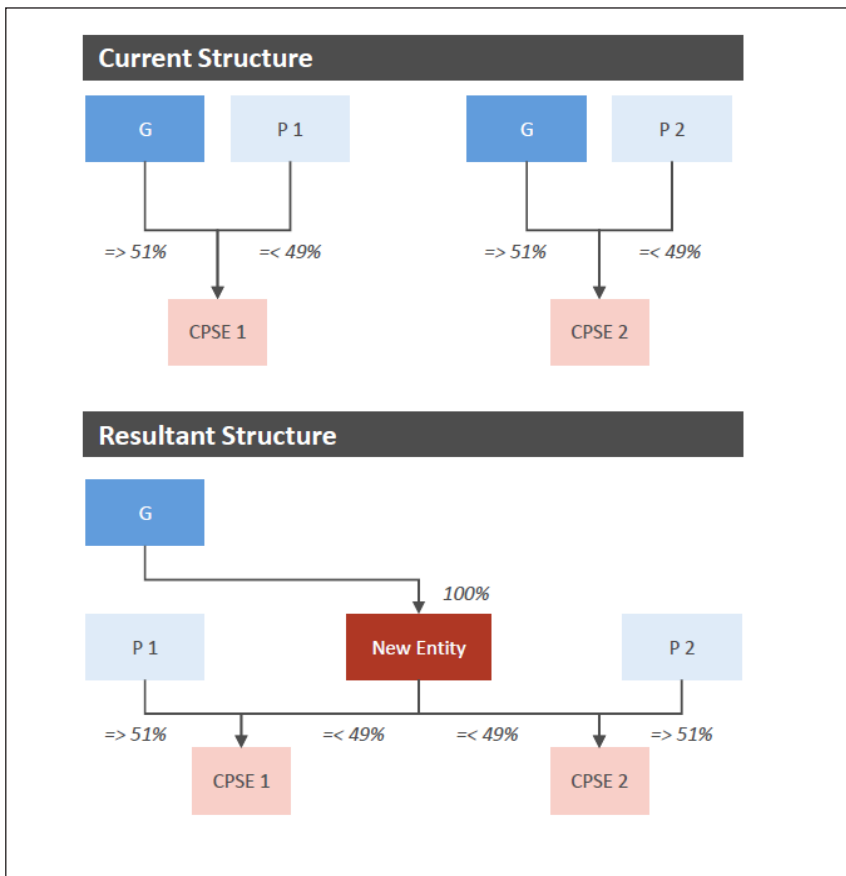 Current Structure
G
P 1
G
P 2
=> 51%
=< 49%
=> 51%
=< 49%
CPSE 1
CPSE 2
Resultant Structure
G
100%
P 1
New Entity
P 2
=> 51%
=< 49%
=< 49%
=> 51%
CPSE 1
CPSE 2